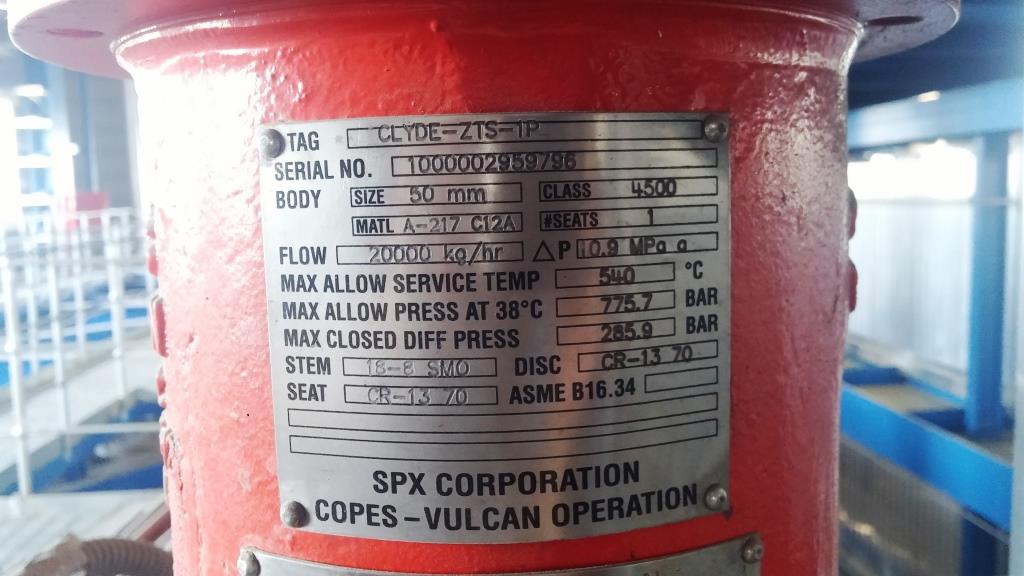 TAG CLYDE-ZTS-1P
SERIAL NO. 1000002959/96
BODY SIZE 50 mm CLASS 4500
MATL A-217 C12A #SEATS 1
FLOW 20000 kg/hr △P 10.9 MPa g
MAX ALLOW SERVICE TEMP 540 °C
MAX ALLOW PRESS AT 38°C 775.7 BAR
MAX CLOSED DIFF PRESS 285.9 BAR
STEM 18-8 SMO DISC CR-13 70
SEAT CR-13 70 ASME B16.34
SPX CORPORATION
COPES-VULCAN OPERATION